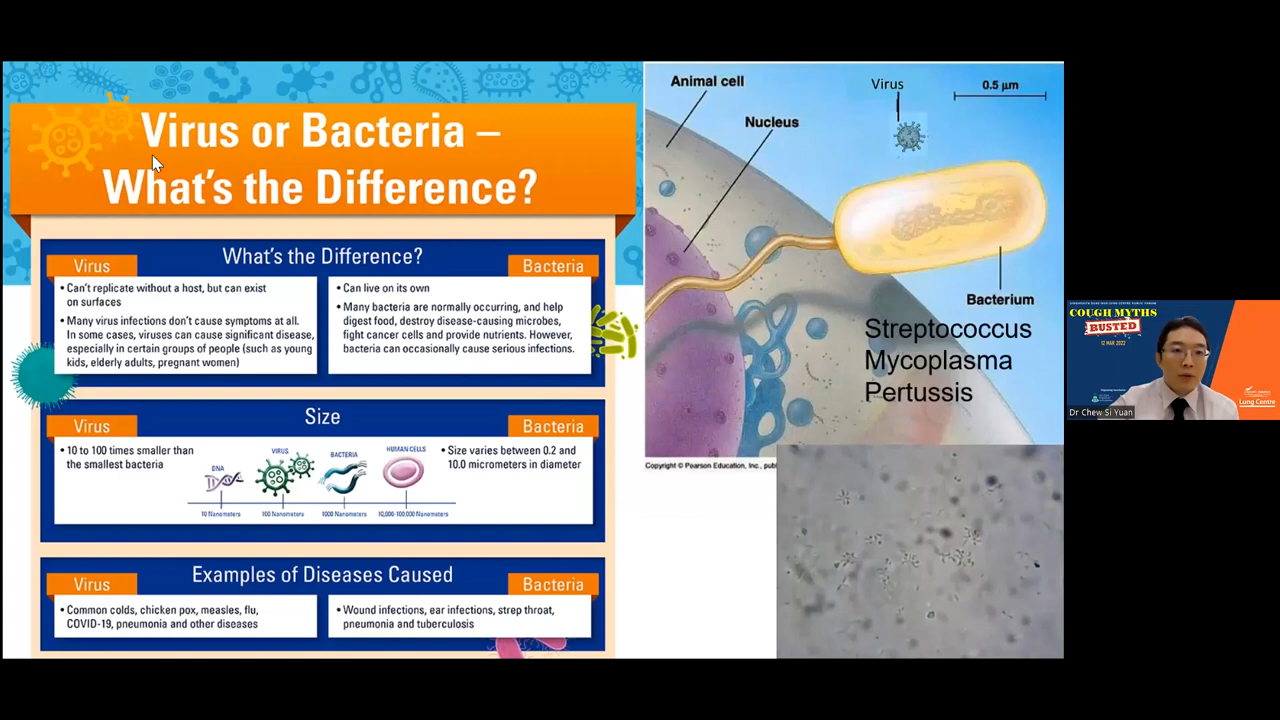 Virus or Bacteria –
What's the Difference?
What's the Difference?
Virus
Bacteria
• Can't replicate without a host, but can exist
on surfaces
• Many virus infections don't cause symptoms at all.
In some cases, viruses can cause significant disease,
especially in certain groups of people (such as young
kids, elderly adults, pregnant women)
• Can live on its own
• Many bacteria are normally occurring, and help
digest food, destroy disease-causing microbes,
fight cancer cells and provide nutrients. However,
bacteria can occasionally cause serious infections.
Size
Virus
Bacteria
• 10 to 100 times smaller than
the smallest bacteria
DNA
VIRUS
BACTERIA
HUMAN CELLS
10 Nanometers
100 Nanometers
1000 Nanometers
10,000-100,000 Nanometers
• Size varies between 0.2 and
10.0 micrometers in diameter
Examples of Diseases Caused
Virus
Bacteria
• Common colds, chicken pox, measles, flu,
COVID-19, pneumonia and other diseases
• Wound infections, ear infections, strep throat,
pneumonia and tuberculosis
Animal cell
Nucleus
Virus
0.5 µm
Bacterium
Streptococcus
Mycoplasma
Pertussis
Copyright © Pearson Education, Inc., publ
COUGH MYTHS
BUSTED
12 MAR 2022
Lung Centre
Dr Chew Si Yuan